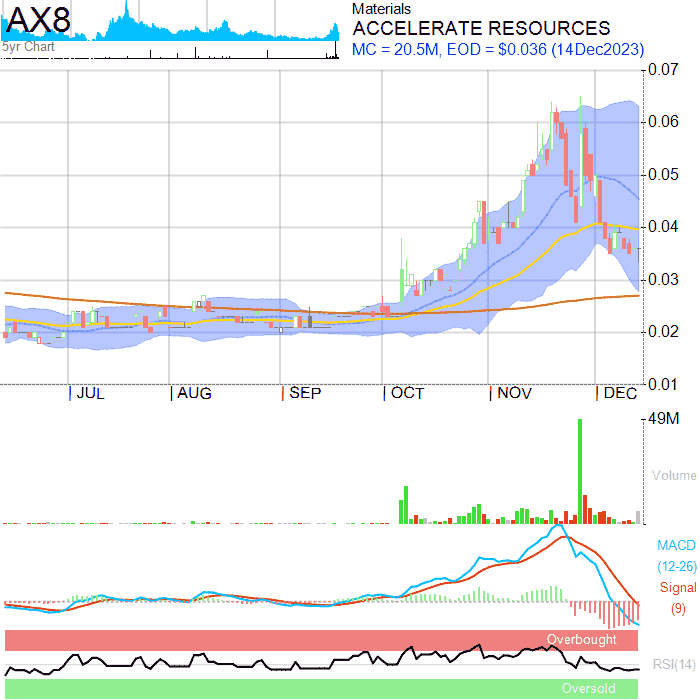 AX8
5yr Chart
Materials
ACCELERATE RESOURCES
MC = 20.5M, EOD = $0.036 (14Dec2023)
0.07
0.06
0.05
0.04
0.03
0.02
0.01
JUL AUG SEP OCT NOV DEC
49M
Volume
MACD
(12-26)
Signal
(9)
Overbought
RSI(14)
Oversold